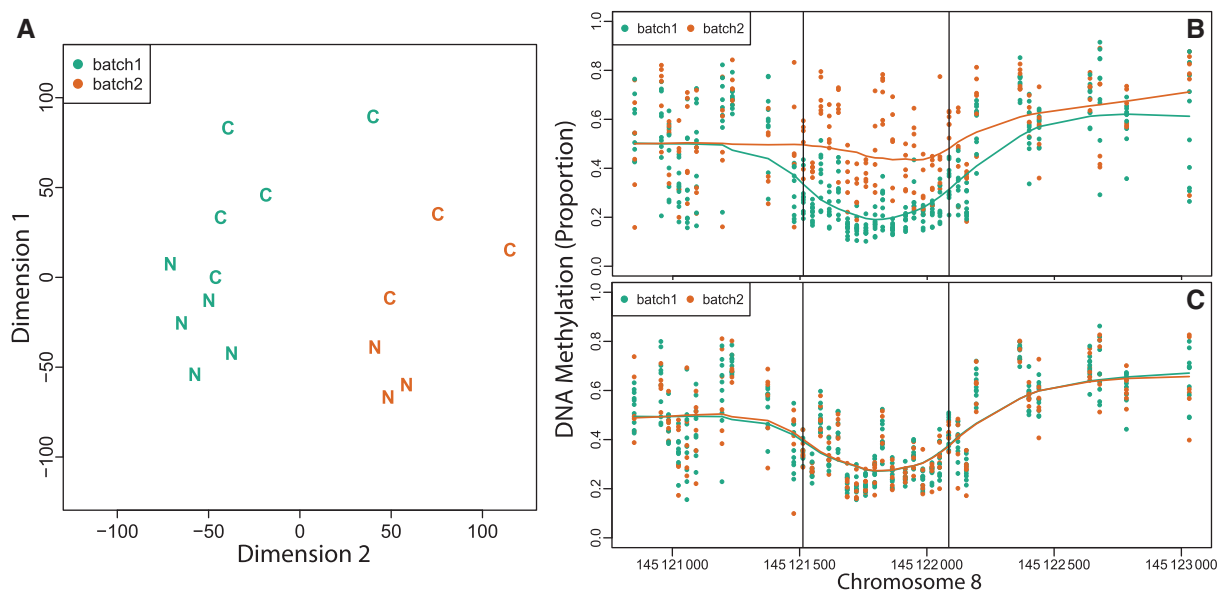 A
batch1
batch2
Dimension 1
100
50
0
−50
−100
C
C
C
C
C
C
N
C
N
C
N
N
N
N
N
N
−100
−50
0
50
100
Dimension 2
DNA Methylation (Proportion)
B
batch1 batch2
1.0
0.8
0.6
0.4
0.2
0.0
C
batch1 batch2
1.0
0.8
0.6
0.4
0.2
0.0
145 121 000
145 121 500
145 122 000
145 122 500
145 123 000
Chromosome 8